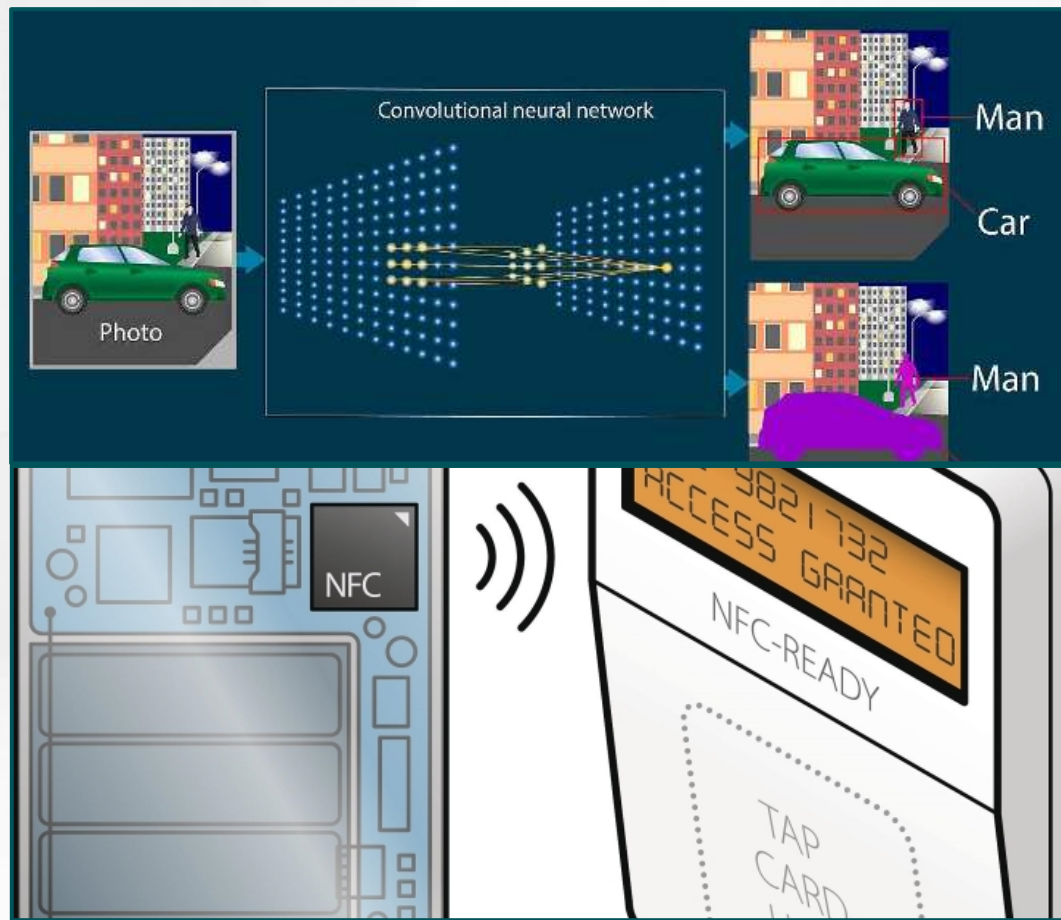 Convolutional neural network
Photo
Man
Car
Man
NFC
9821732
ACCESS GRANTED
NFC-READY
TAP
CARD